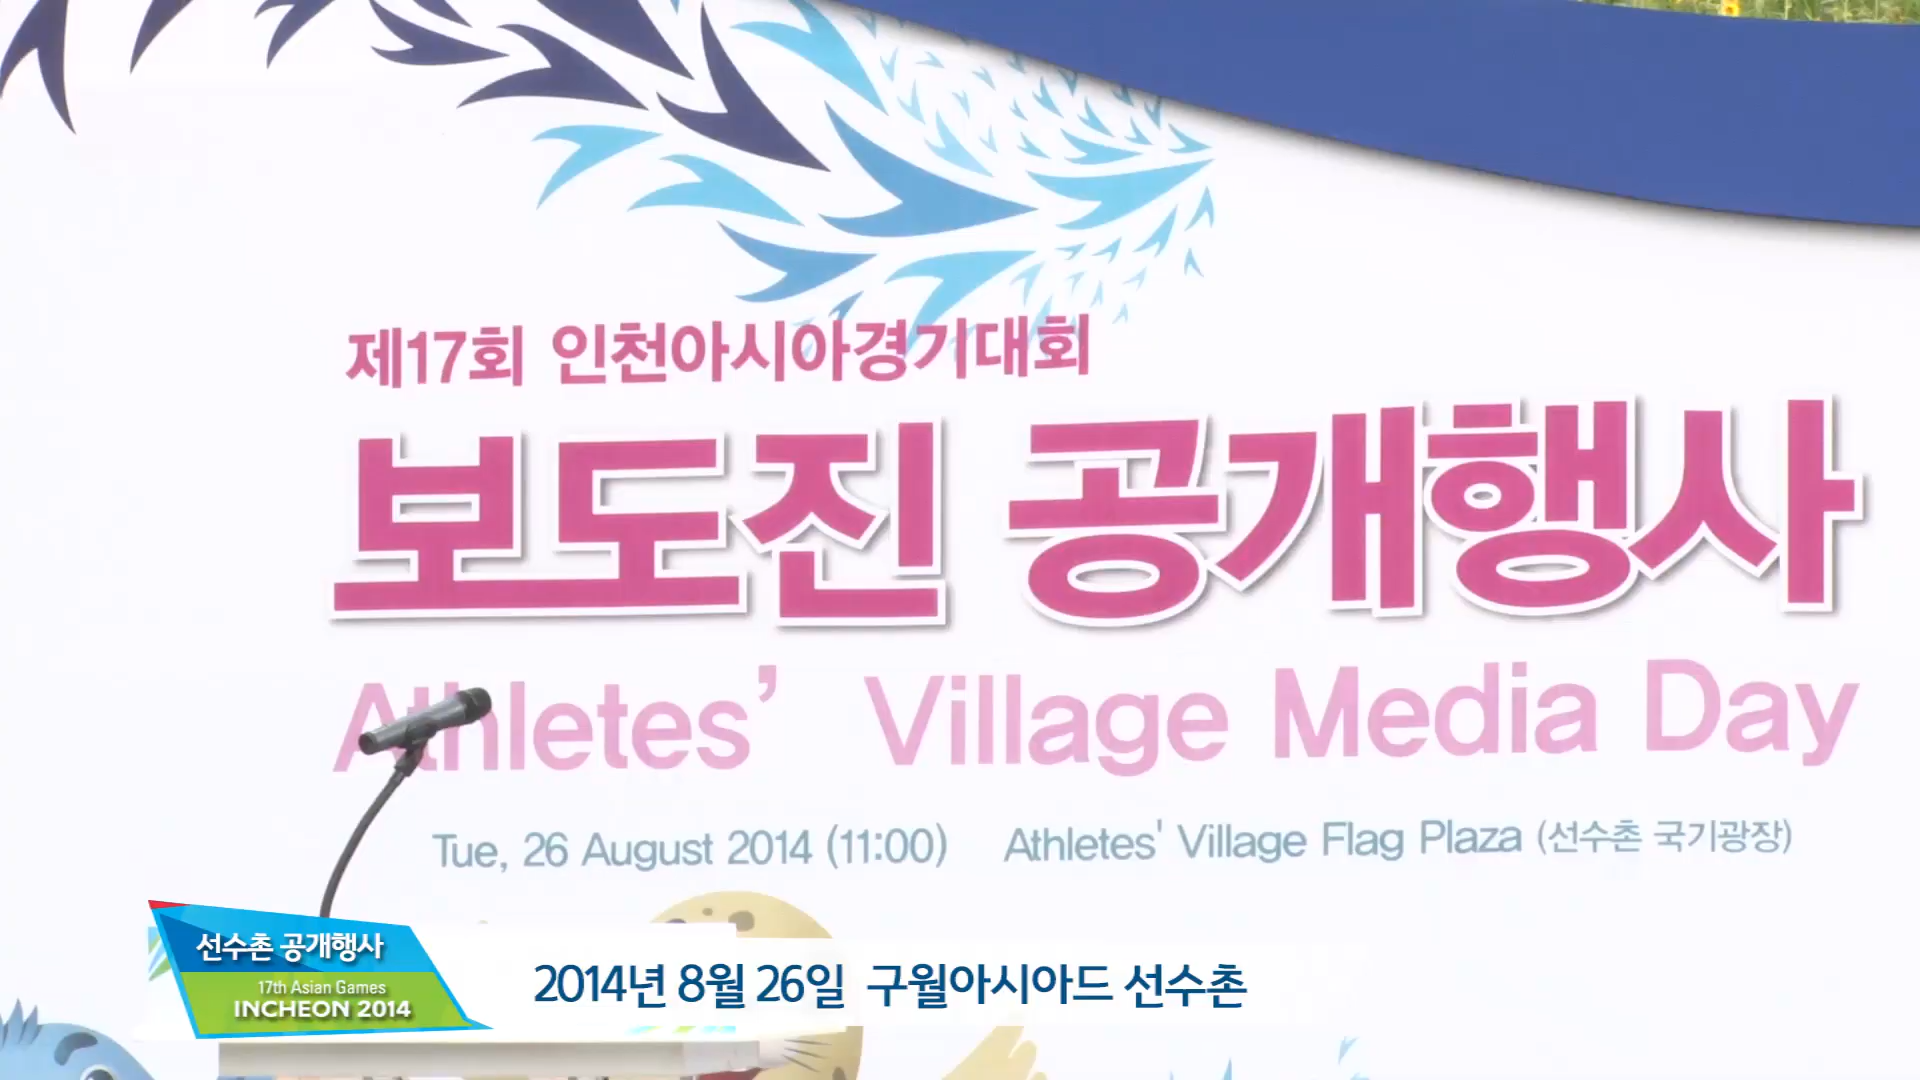 제17회 인천아시아경기대회
보도진 공개행사
Athletes’ Village Media Day
Tue, 26 August 2014 (11:00) Athletes' Village Flag Plaza (선수촌 국기광장)
선수촌 공개행사
17th Asian Games
INCHEON 2014
2014년 8월 26일 구월아시아드 선수촌